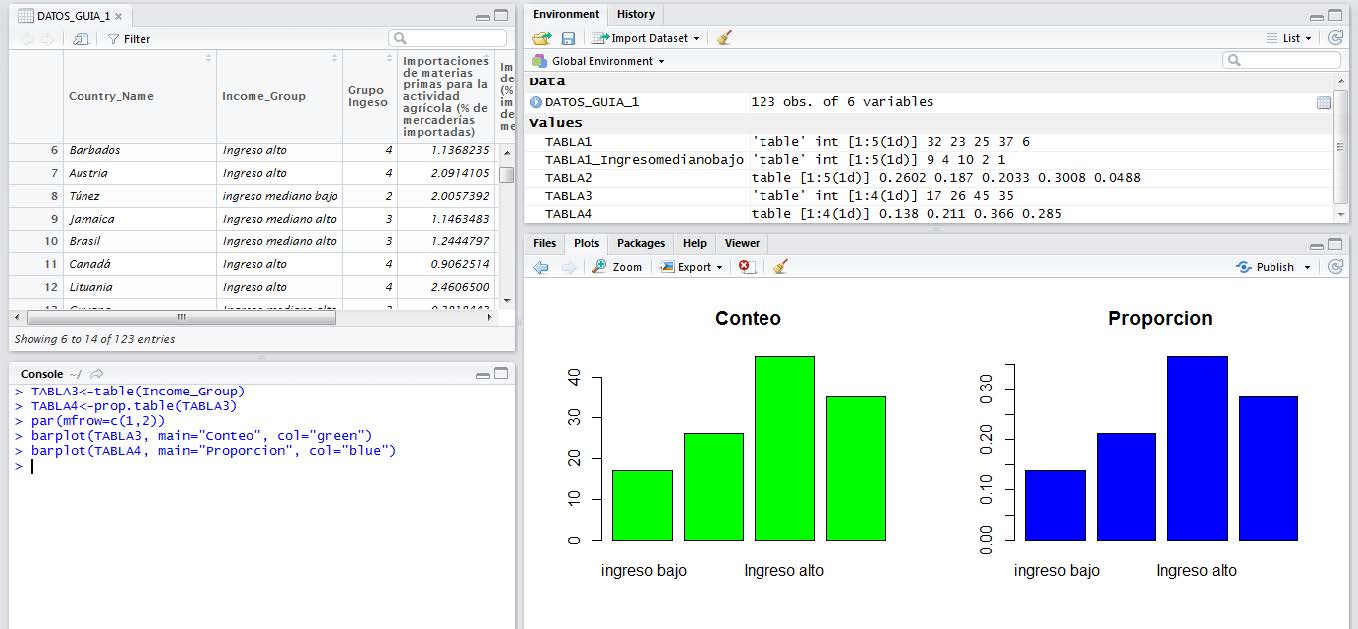 DATOS_GUIA_1
Filter
Country_Name Income_Group Grupo Ingeso Importaciones de materias primas para la actividad agrícola (% de mercaderías importadas) Im de (% im de me
6 Barbados Ingreso alto 4 1.1368235
7 Austria Ingreso alto 4 2.0914105
8 Túnez ingreso mediano bajo 2 2.0057392
9 Jamaica Ingreso mediano alto 3 1.1463483
10 Brasil Ingreso mediano alto 3 1.2444797
11 Canadá Ingreso alto 4 0.9062514
12 Lituania Ingreso alto 4 2.4606500
Showing 6 to 14 of 123 entries
Console ~/
> TABLA3<-table(Income_Group)
> TABLA4<-prop.table(TABLA3)
> par(mfrow=c(1,2))
> barplot(TABLA3, main="Conteo", col="green")
> barplot(TABLA4, main="Proporcion", col="blue")
>
Environment History
Import Dataset List
Global Environment
Data
DATOS_GUIA_1 123 obs. of 6 variables
Values
TABLA1 'table' int [1:5(1d)] 32 23 25 37 6
TABLA1_Ingresomedianobajo 'table' int [1:5(1d)] 9 4 10 2 1
TABLA2 table [1:5(1d)] 0.2602 0.187 0.2033 0.3008 0.0488
TABLA3 'table' int [1:4(1d)] 17 26 45 35
TABLA4 table [1:4(1d)] 0.138 0.211 0.366 0.285
Files Plots Packages Help Viewer
Zoom Export Publish
Conteo
40
30
20
10
0
ingreso bajo Ingreso alto
Proporcion
0.30
0.20
0.10
0.00
ingreso bajo Ingreso alto